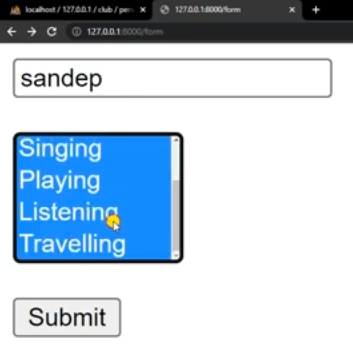 localhost / 127.0.0.1 / club / per
127.0.0.1:8000/form
127.0.0.1:8000/form
sandep
Singing
Playing
Listening
Travelling
Submit